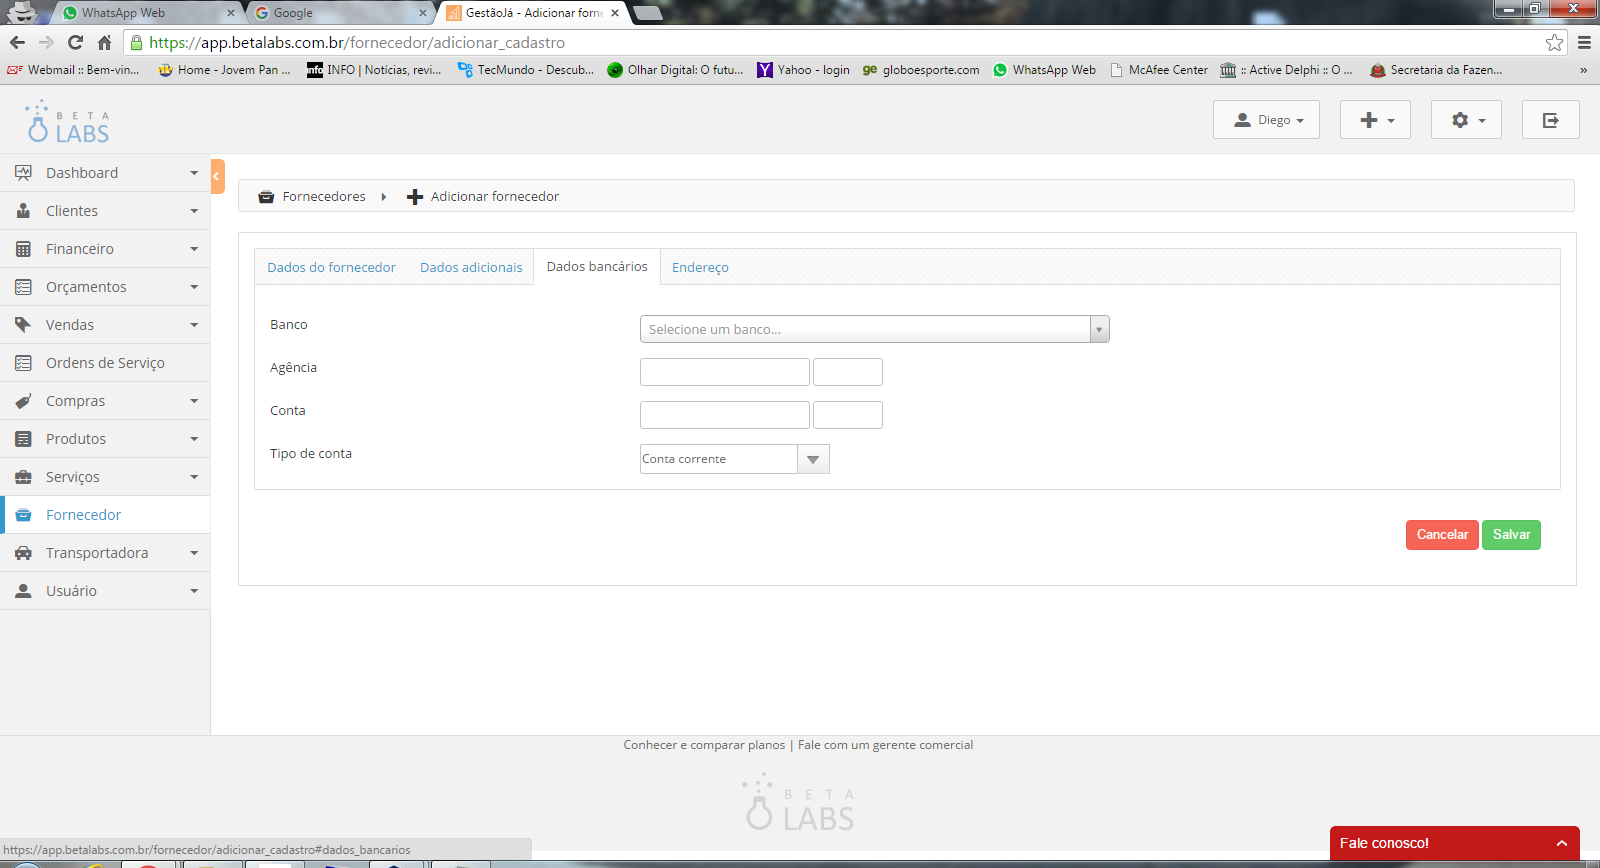 WhatsApp Web
Google
GestãoJá - Adicionar forne
https://app.betalabs.com.br/fornecedor/adicionar_cadastro
Webmail :: Bem-vin...
Home - Jovem Pan ...
INFO | Notícias, revi...
TecMundo - Descub...
Olhar Digital: O futu...
Yahoo - login
ge globoesporte.com
WhatsApp Web
McAfee Center
:: Active Delphi :: O ...
Secretaria da Fazen...
»
BETA
LABS
Diego
Dashboard
Clientes
Financeiro
Orçamentos
Vendas
Ordens de Serviço
Compras
Produtos
Serviços
Fornecedor
Transportadora
Usuário
Fornecedores
Adicionar fornecedor
Dados do fornecedor
Dados adicionais
Dados bancários
Endereço
Banco
Selecione um banco...
Agência
Conta
Tipo de conta
Conta corrente
Cancelar
Salvar
Conhecer e comparar planos | Fale com um gerente comercial
BETA
LABS
https://app.betalabs.com.br/fornecedor/adicionar_cadastro#dados_bancarios
Fale conosco!